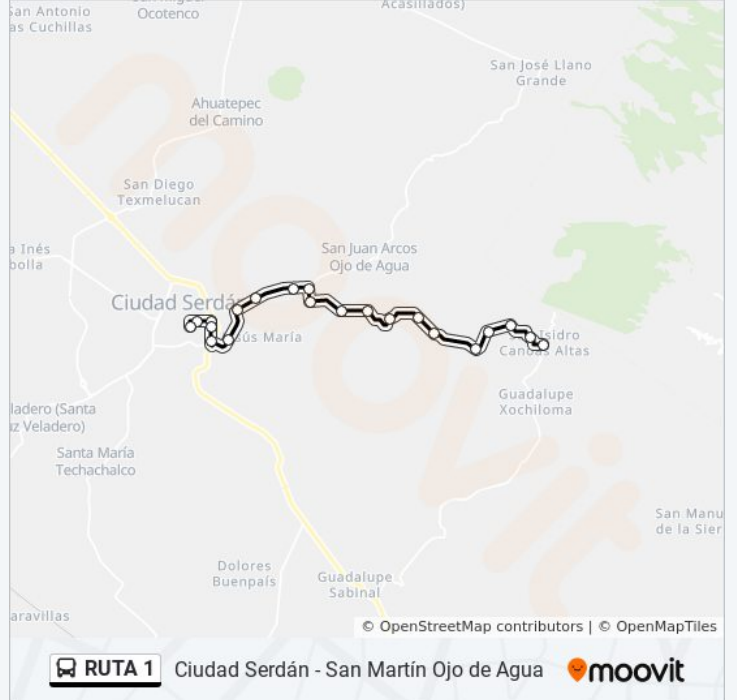 Acasillados)
San Antonio
as Cuchillas
Ocotenco
San José Llano
Grande
Ahuatepec
del Camino
San Diego
Texmelucan
a Inés
bolla
San Juan Arcos
Ojo de Agua
Ciudad Serdá
sús María
Isidro
Canoas Altas
Guadalupe
Xochiloma
ladero (Santa
uz Veladero)
Santa María
Techachalco
San Manu
de la Sier
Dolores
Buenpaís
Guadalupe
Sabinal
aravillas
moovit
© OpenStreetMap contributors | © OpenMapTiles
RUTA 1
Ciudad Serdán - San Martín Ojo de Agua
moovit